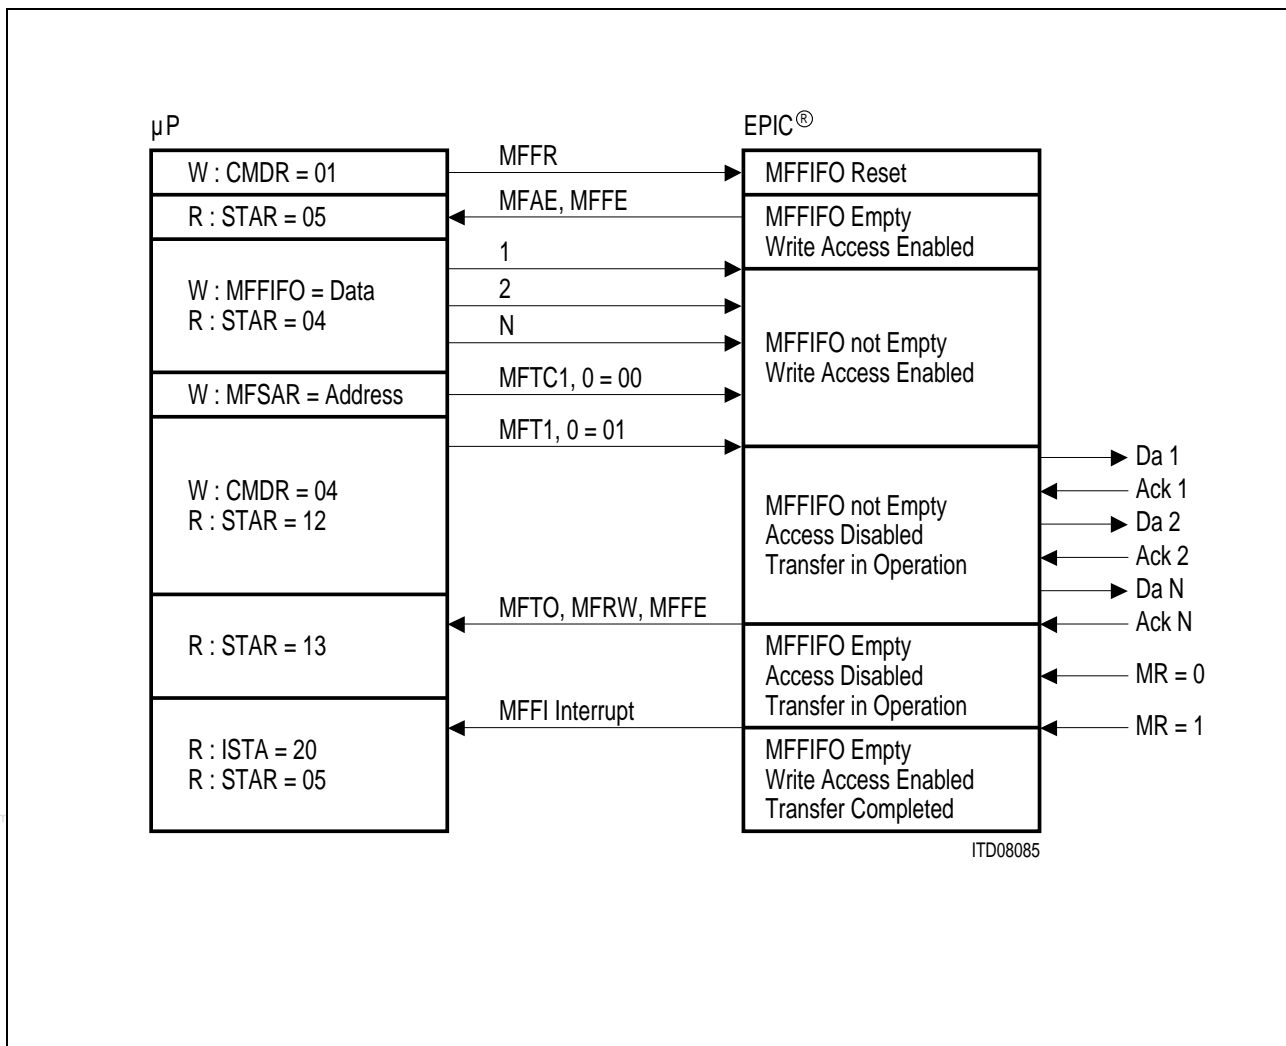 µP
EPIC®
W : CMDR = 01
MFFR
MFFIFO Reset
R : STAR = 05
MFAE, MFFE
MFFIFO Empty
Write Access Enabled
W : MFFIFO = Data
R : STAR = 04
1
2
N
MFFIFO not Empty
Write Access Enabled
W : MFSAR = Address
MFTC1, 0 = 00
MFT1, 0 = 01
W : CMDR = 04
R : STAR = 12
MFFIFO not Empty
Access Disabled
Transfer in Operation
Da 1
Ack 1
Da 2
Ack 2
Da N
Ack N
R : STAR = 13
MFTO, MFRW, MFFE
MFFIFO Empty
Access Disabled
Transfer in Operation
MR = 0
MR = 1
R : ISTA = 20
R : STAR = 05
MFFI Interrupt
MFFIFO Empty
Write Access Enabled
Transfer Completed
ITD08085